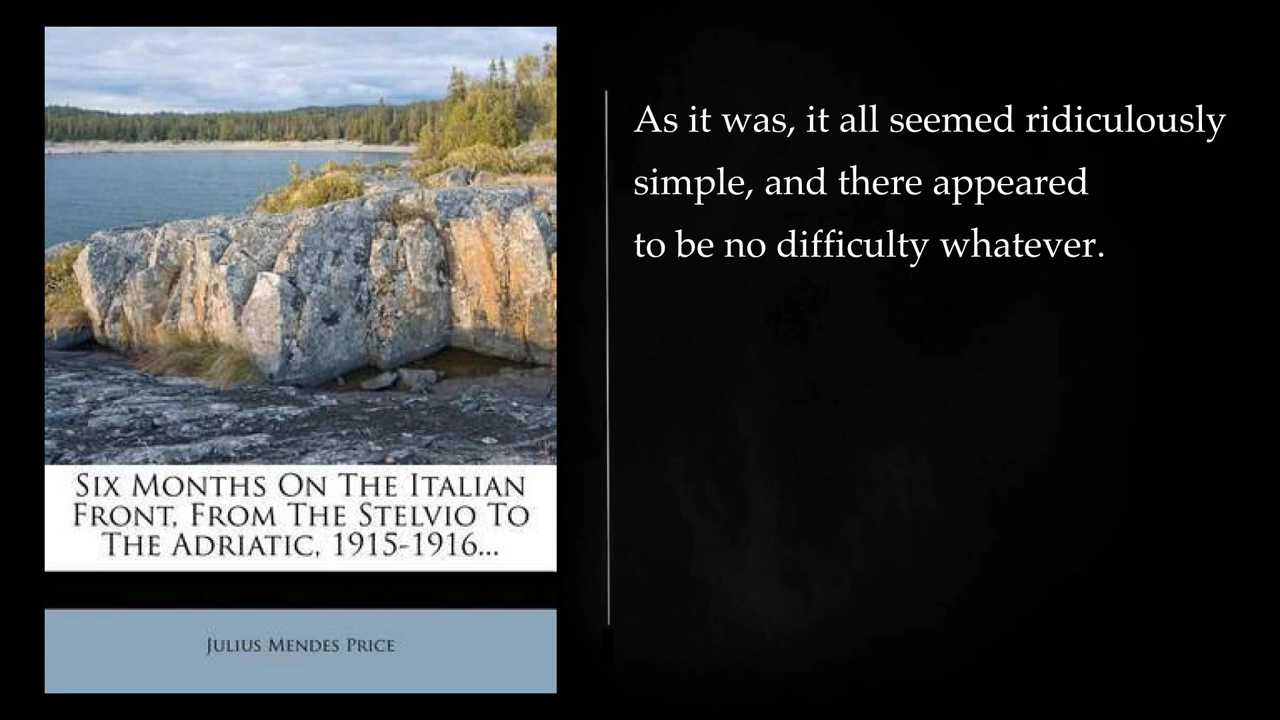 SIX MONTHS ON THE ITALIAN
FRONT, FROM THE STELVIO TO
THE ADRIATIC, 1915-1916...
JULIUS MENDES PRICE
As it was, it all seemed ridiculously
simple, and there appeared
to be no difficulty whatever.